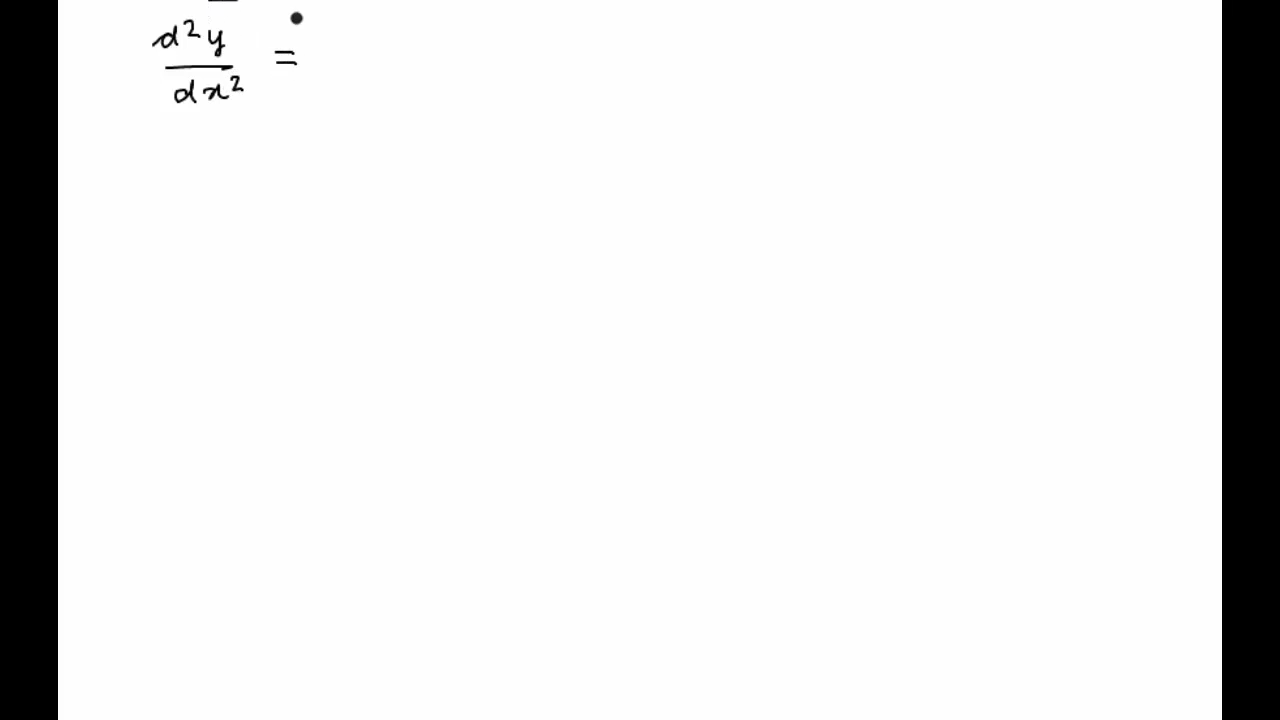 d²y
dx² =